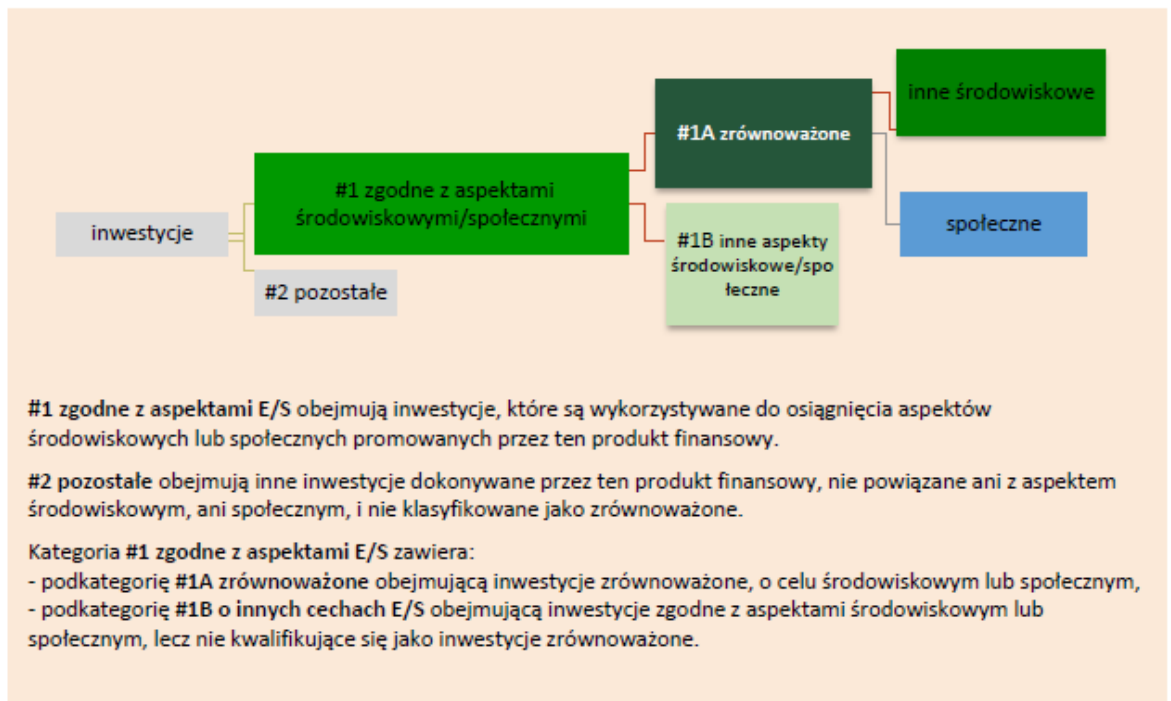 inne środowiskowe
#1A zrównoważone
#1 zgodne z aspektami
środowiskowymi/społecznymi
#1B inne aspekty
środowiskowe/spo
łeczne
społeczne
inwestycje
#2 pozostałe
#1 zgodne z aspektami E/S obejmują inwestycje, które są wykorzystywane do osiągnięcia aspektów
środowiskowych lub społecznych promowanych przez ten produkt finansowy.
#2 pozostałe obejmują inne inwestycje dokonywane przez ten produkt finansowy, nie powiązane ani z aspektem
środowiskowym, ani społecznym, i nie klasyfikowane jako zrównoważone.
Kategoria #1 zgodne z aspektami E/S zawiera:
- podkategorię #1A zrównoważone obejmującą inwestycje zrównoważone, o celu środowiskowym lub społecznym,
- podkategorię #1B o innych cechach E/S obejmującą inwestycje zgodne z aspektami środowiskowym lub
społecznym, lecz nie kwalifikujące się jako inwestycje zrównoważone.